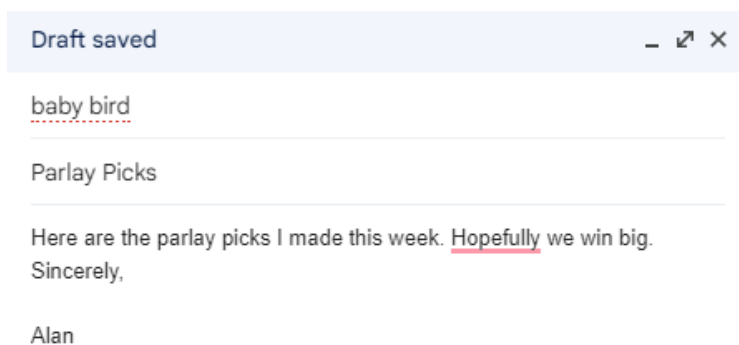 Draft saved
baby bird
Parlay Picks
Here are the parlay picks I made this week. Hopefully we win big.
Sincerely,
Alan